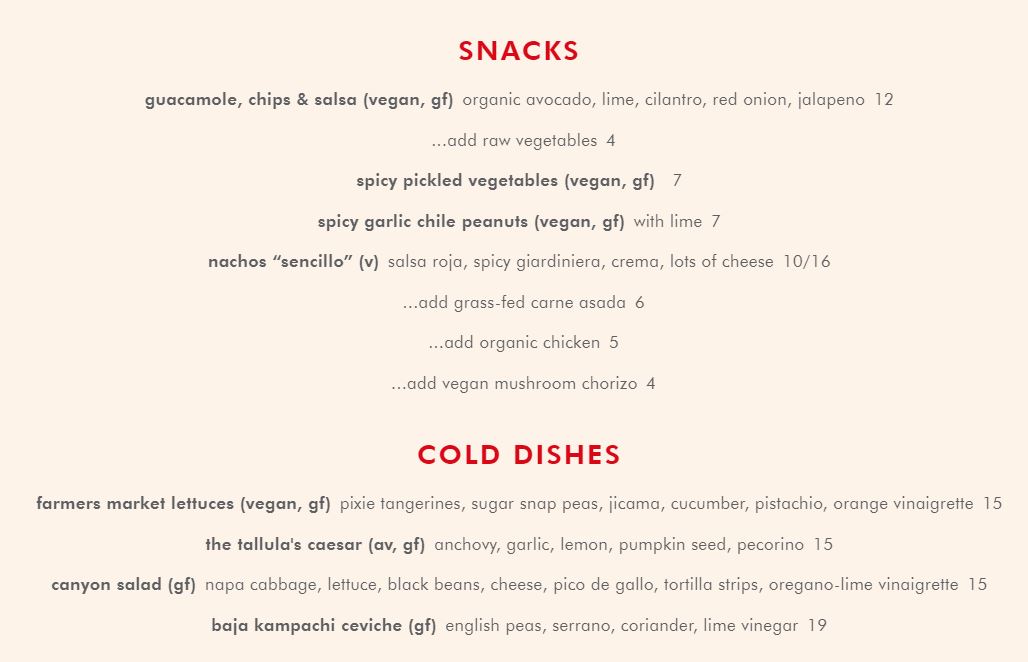 SNACKS
guacamole, chips & salsa (vegan, gf) organic avocado, lime, cilantro, red onion, jalapeno 12
...add raw vegetables 4
spicy pickled vegetables (vegan, gf) 7
spicy garlic chile peanuts (vegan, gf) with lime 7
nachos “sencillo” (v) salsa roja, spicy giardiniera, crema, lots of cheese 10/16
...add grass-fed carne asada 6
...add organic chicken 5
...add vegan mushroom chorizo 4
COLD DISHES
farmers market lettuces (vegan, gf) pixie tangerines, sugar snap peas, jicama, cucumber, pistachio, orange vinaigrette 15
the tallula's caesar (av, gf) anchovy, garlic, lemon, pumpkin seed, pecorino 15
canyon salad (gf) napa cabbage, lettuce, black beans, cheese, pico de gallo, tortilla strips, oregano-lime vinaigrette 15
baja kampachi ceviche (gf) english peas, serrano, coriander, lime vinegar 19